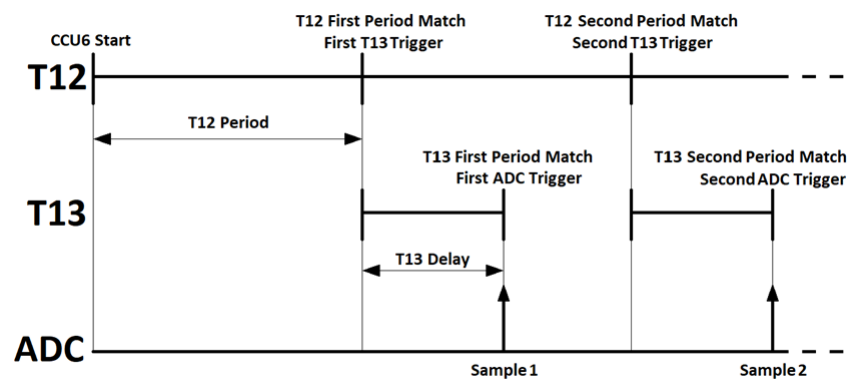 T12 First Period Match
First T13 Trigger
T12 Second Period Match
Second T13 Trigger
CCU6 Start
T12
T12 Period
T13 First Period Match
First ADC Trigger
T13 Second Period Match
Second ADC Trigger
T13
T13 Delay
ADC
Sample 1
Sample 2